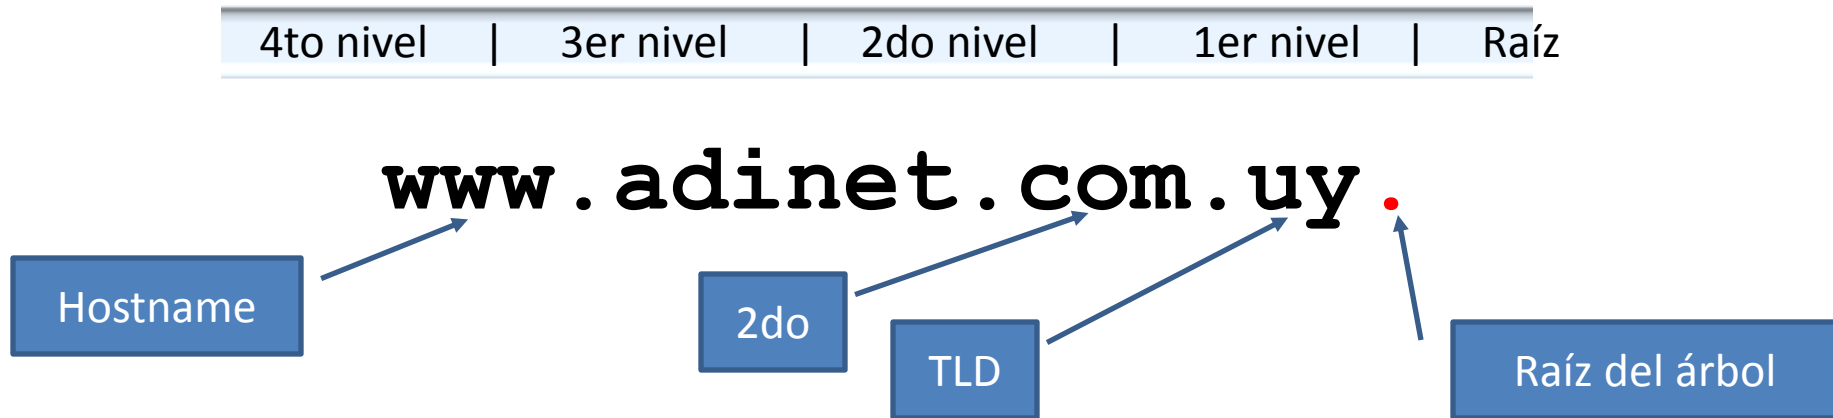 4to nivel | 3er nivel | 2do nivel | 1er nivel | Raíz
www.adinet.com.uy.
Hostname
2do
TLD
Raíz del árbol